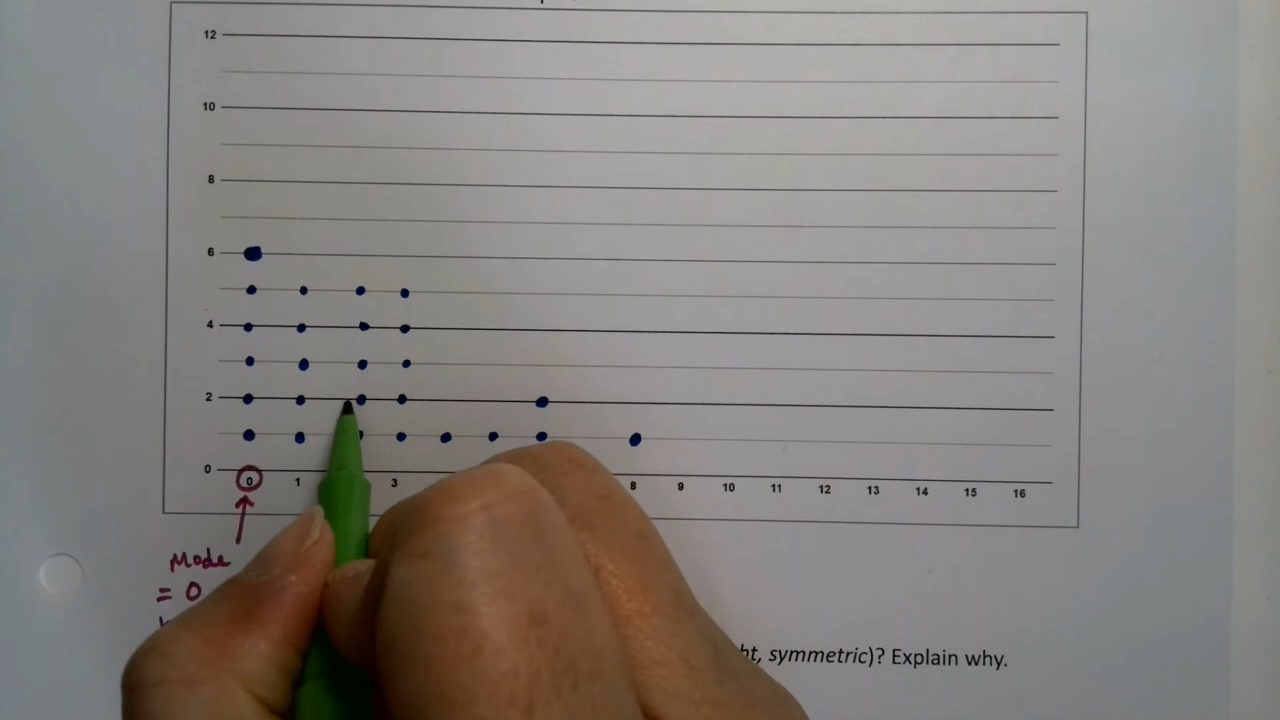 12
10
8
6
4
2
0
0 1 3 8 9 10 11 12 13 14 15 16
Mode
= 0
symmetric)? Explain why.